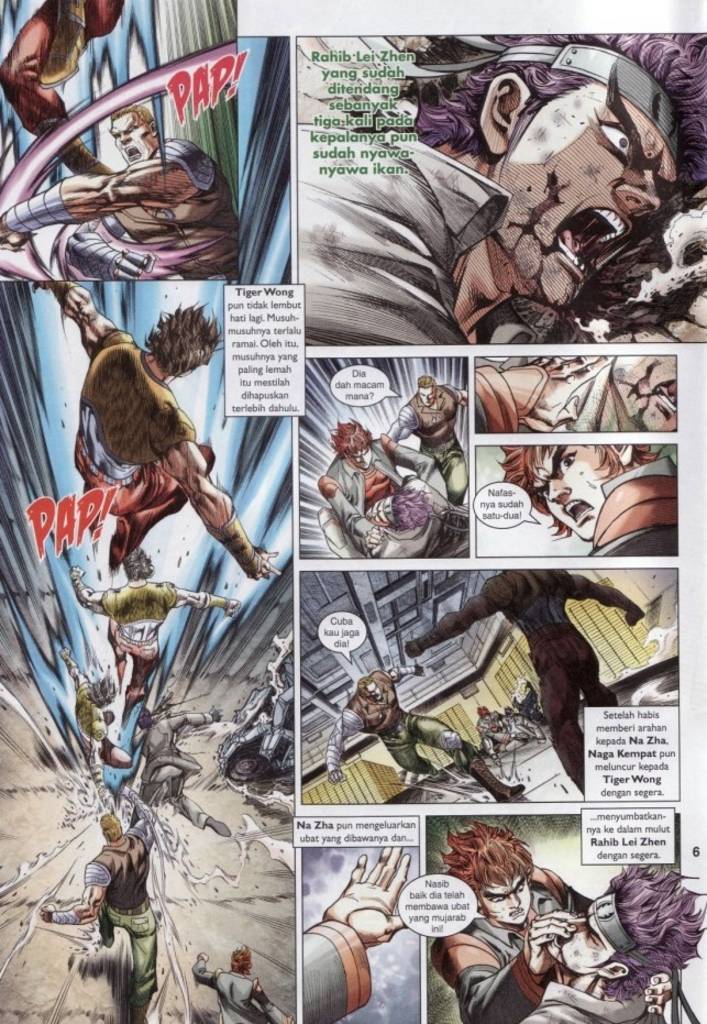 PAP!
Rahib Lei Zhen
yang sudah
ditendang
sebanyak
tiga kali pada
kepalanya pun
sudah nyawa-
nyawa ikan.
Tiger Wong
pun tidak lembut
hati lagi. Musuh-
musuhnya terlalu
ramai. Oleh itu,
musuhnya yang
paling lemah
itu mestilah
dihapuskan
terlebih dahulu.
PAP!
Dia
dah macam
mana?
Nafas-
nya sudah
satu-dua!
Cuba
kau jaga
dia!
Setelah habis
memberi arahan
kepada Na Zha,
Naga Kempat pun
meluncur kepada
Tiger Wong
dengan segera.
Na Zha pun mengeluarkan
ubat yang dibawanya dan...
...menyumbatkan-
nya ke dalam mulut
Rahib Lei Zhen
dengan segera.
Nasib
baik dia telah
membawa ubat
yang mujarab
ini!
6